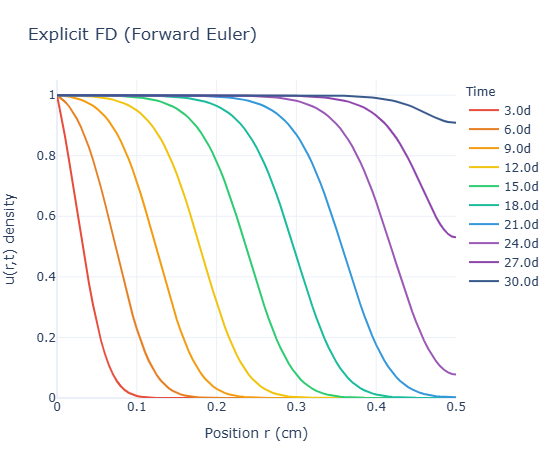 Explicit FD (Forward Euler)
u(r,t) density
1
0.8
0.6
0.4
0.2
0
0
0.1
0.2
0.3
0.4
0.5
Position r (cm)
Time
3.0d
6.0d
9.0d
12.0d
15.0d
18.0d
21.0d
24.0d
27.0d
30.0d